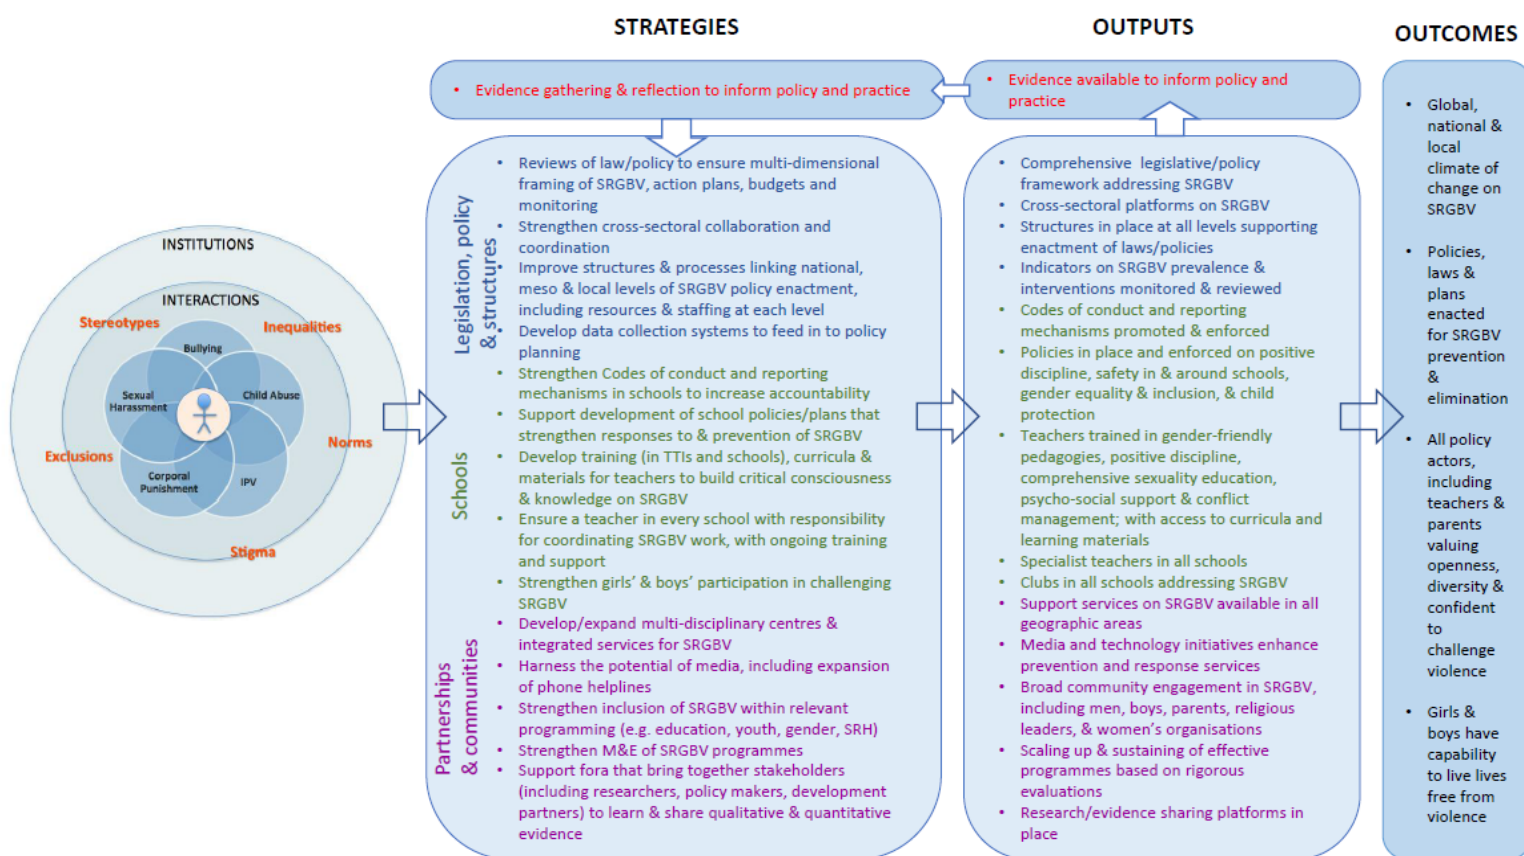 STRATEGIES
OUTPUTS
OUTCOMES
• Evidence gathering & reflection to inform policy and practice
• Evidence available to inform policy and
practice
INSTITUTIONS
INTERACTIONS
Stereotypes
Inequalities
Bullying
Sexual
Harassment
Child Abuse
Norms
Exclusions
Corporal
Punishment
IPV
Stigma
Legislation, policy
& structures
• Reviews of law/policy to ensure multi-dimensional
framing of SRGBV, action plans, budgets and
monitoring
• Strengthen cross-sectoral collaboration and
coordination
• Improve structures & processes linking national,
meso & local levels of SRGBV policy enactment,
including resources & staffing at each level
• Develop data collection systems to feed in to policy
planning
Schools
• Strengthen Codes of conduct and reporting
mechanisms in schools to increase accountability
• Support development of school policies/plans that
strengthen responses to & prevention of SRGBV
• Develop training (in TTIs and schools), curricula &
materials for teachers to build critical consciousness
& knowledge on SRGBV
• Ensure a teacher in every school with responsibility
for coordinating SRGBV work, with ongoing training
and support
• Strengthen girls' & boys' participation in challenging
SRGBV
Partnerships
& communities
• Develop/expand multi-disciplinary centres &
integrated services for SRGBV
• Harness the potential of media, including expansion
of phone helplines
• Strengthen inclusion of SRGBV within relevant
programming (e.g. education, youth, gender, SRH)
• Strengthen M&E of SRGBV programmes
• Support fora that bring together stakeholders
(including researchers, policy makers, development
partners) to learn & share qualitative & quantitative
evidence
• Comprehensive legislative/policy
framework addressing SRGBV
• Cross-sectoral platforms on SRGBV
• Structures in place at all levels supporting
enactment of laws/policies
• Indicators on SRGBV prevalence &
interventions monitored & reviewed
• Codes of conduct and reporting
mechanisms promoted & enforced
• Policies in place and enforced on positive
discipline, safety in & around schools,
gender equality & inclusion, & child
protection
• Teachers trained in gender-friendly
pedagogies, positive discipline,
comprehensive sexuality education,
psycho-social support & conflict
management; with access to curricula and
learning materials
• Specialist teachers in all schools
• Clubs in all schools addressing SRGBV
• Support services on SRGBV available in all
geographic areas
• Media and technology initiatives enhance
prevention and response services
• Broad community engagement in SRGBV,
including men, boys, parents, religious
leaders, & women's organisations
• Scaling up & sustaining of effective
programmes based on rigorous
evaluations
• Research/evidence sharing platforms in
place
• Global,
national &
local
climate of
change on
SRGBV
• Policies,
laws &
plans
enacted
for SRGBV
prevention
&
elimination
• All policy
actors,
including
teachers &
parents
valuing
openness,
diversity &
confident
to
challenge
violence
• Girls &
boys have
capability
to live lives
free from
violence